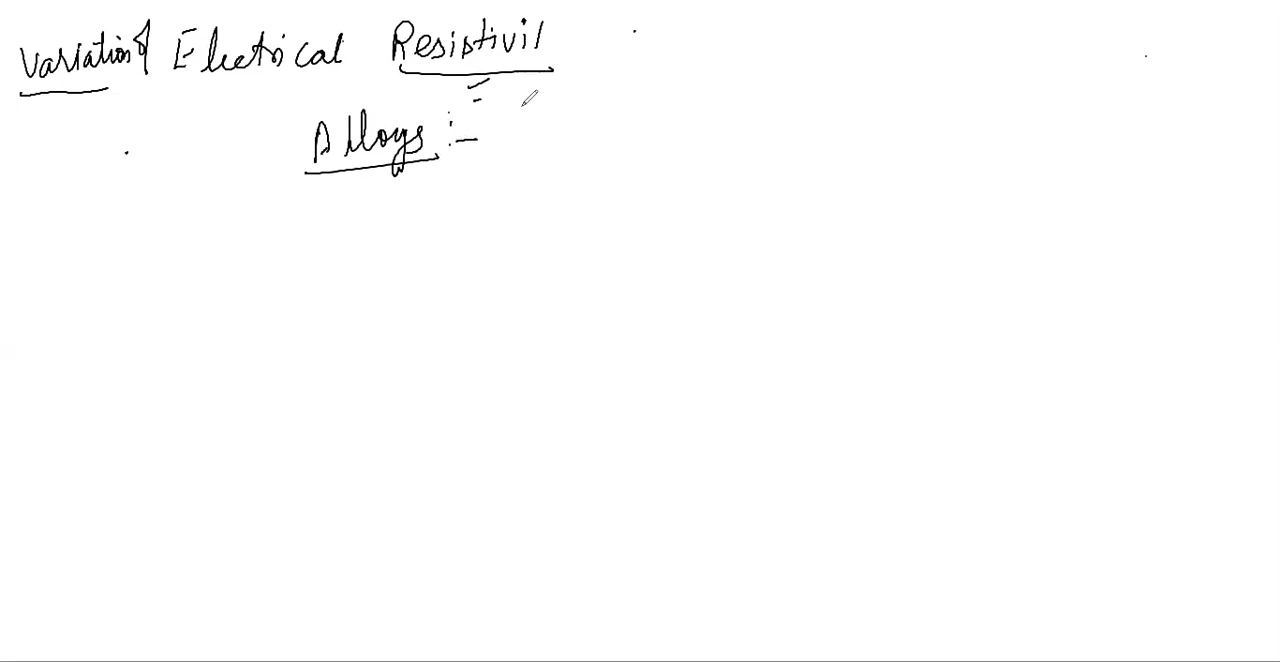 Variation of Electrical Resistivit
Alloys :-